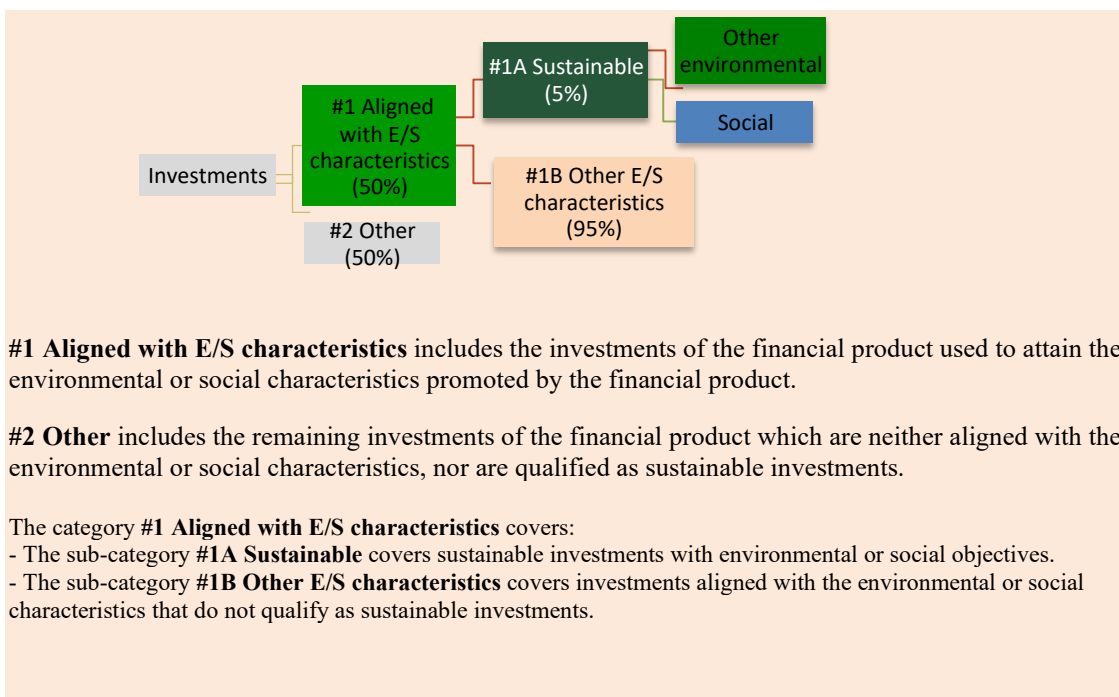 Other
environmental
#1A Sustainable
(5%)
Social
#1 Aligned
with E/S
characteristics
(50%)
Investments
#1B Other E/S
characteristics
(95%)
#2 Other
(50%)
#1 Aligned with E/S characteristics includes the investments of the financial product used to attain the
environmental or social characteristics promoted by the financial product.
#2 Other includes the remaining investments of the financial product which are neither aligned with the
environmental or social characteristics, nor are qualified as sustainable investments.
The category #1 Aligned with E/S characteristics covers:
- The sub-category #1A Sustainable covers sustainable investments with environmental or social objectives.
- The sub-category #1B Other E/S characteristics covers investments aligned with the environmental or social
characteristics that do not qualify as sustainable investments.